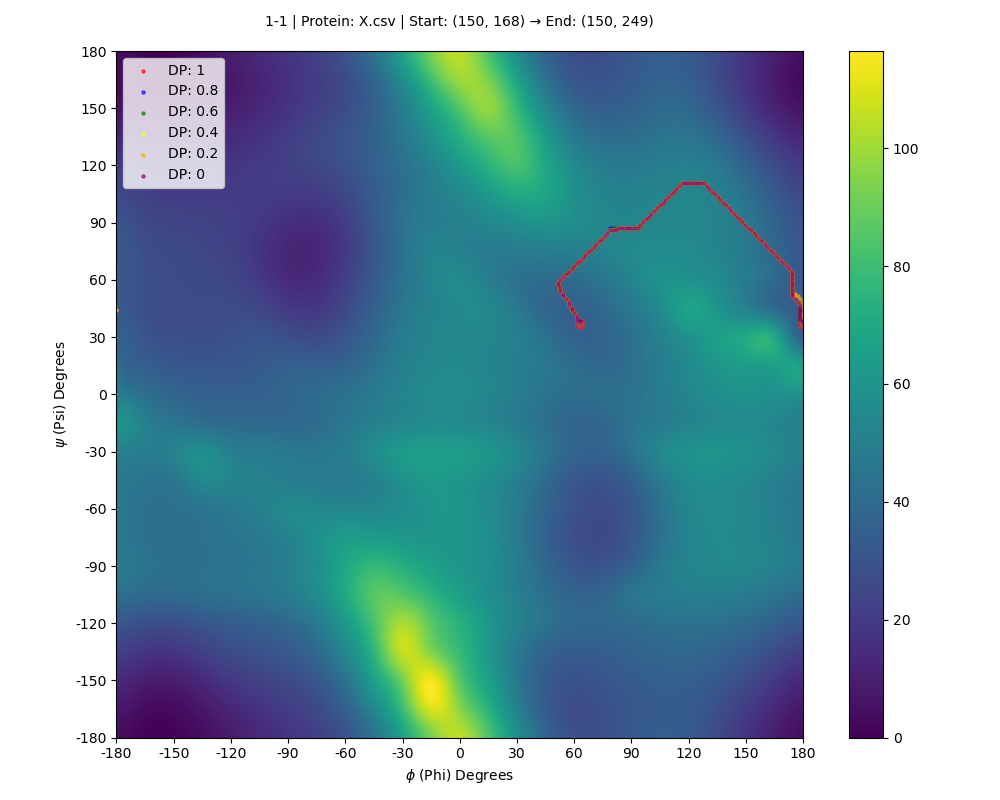 1-1 | Protein: X.csv | Start: (150, 168) → End: (150, 249)
DP: 1
DP: 0.8
DP: 0.6
DP: 0.4
DP: 0.2
DP: 0
180
150
120
90
60
30
0
-30
-60
-90
-120
-150
-180
ψ (Psi) Degrees
-180 -150 -120 -90 -60 -30 0 30 60 90 120 150 180
ϕ (Phi) Degrees
100
80
60
40
20
0